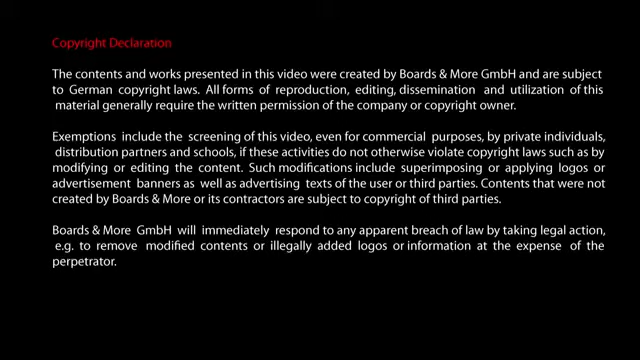 Copyright Declaration
The contents and works presented in this video were created by Boards & More GmbH and are subject
to German copyright laws. All forms of reproduction, editing, dissemination and utilization of this
material generally require the written permission of the company or copyright owner.
Exemptions include the screening of this video, even for commercial purposes, by private individuals,
distribution partners and schools, if these activities do not otherwise violate copyright laws such as by
modifying or editing the content. Such modifications include superimposing or applying logos or
advertisement banners as well as advertising texts of the user or third parties. Contents that were not
created by Boards & More or its contractors are subject to copyright of third parties.
Boards & More GmbH will immediately respond to any apparent breach of law by taking legal action,
e.g. to remove modified contents or illegally added logos or information at the expense of the
perpetrator.